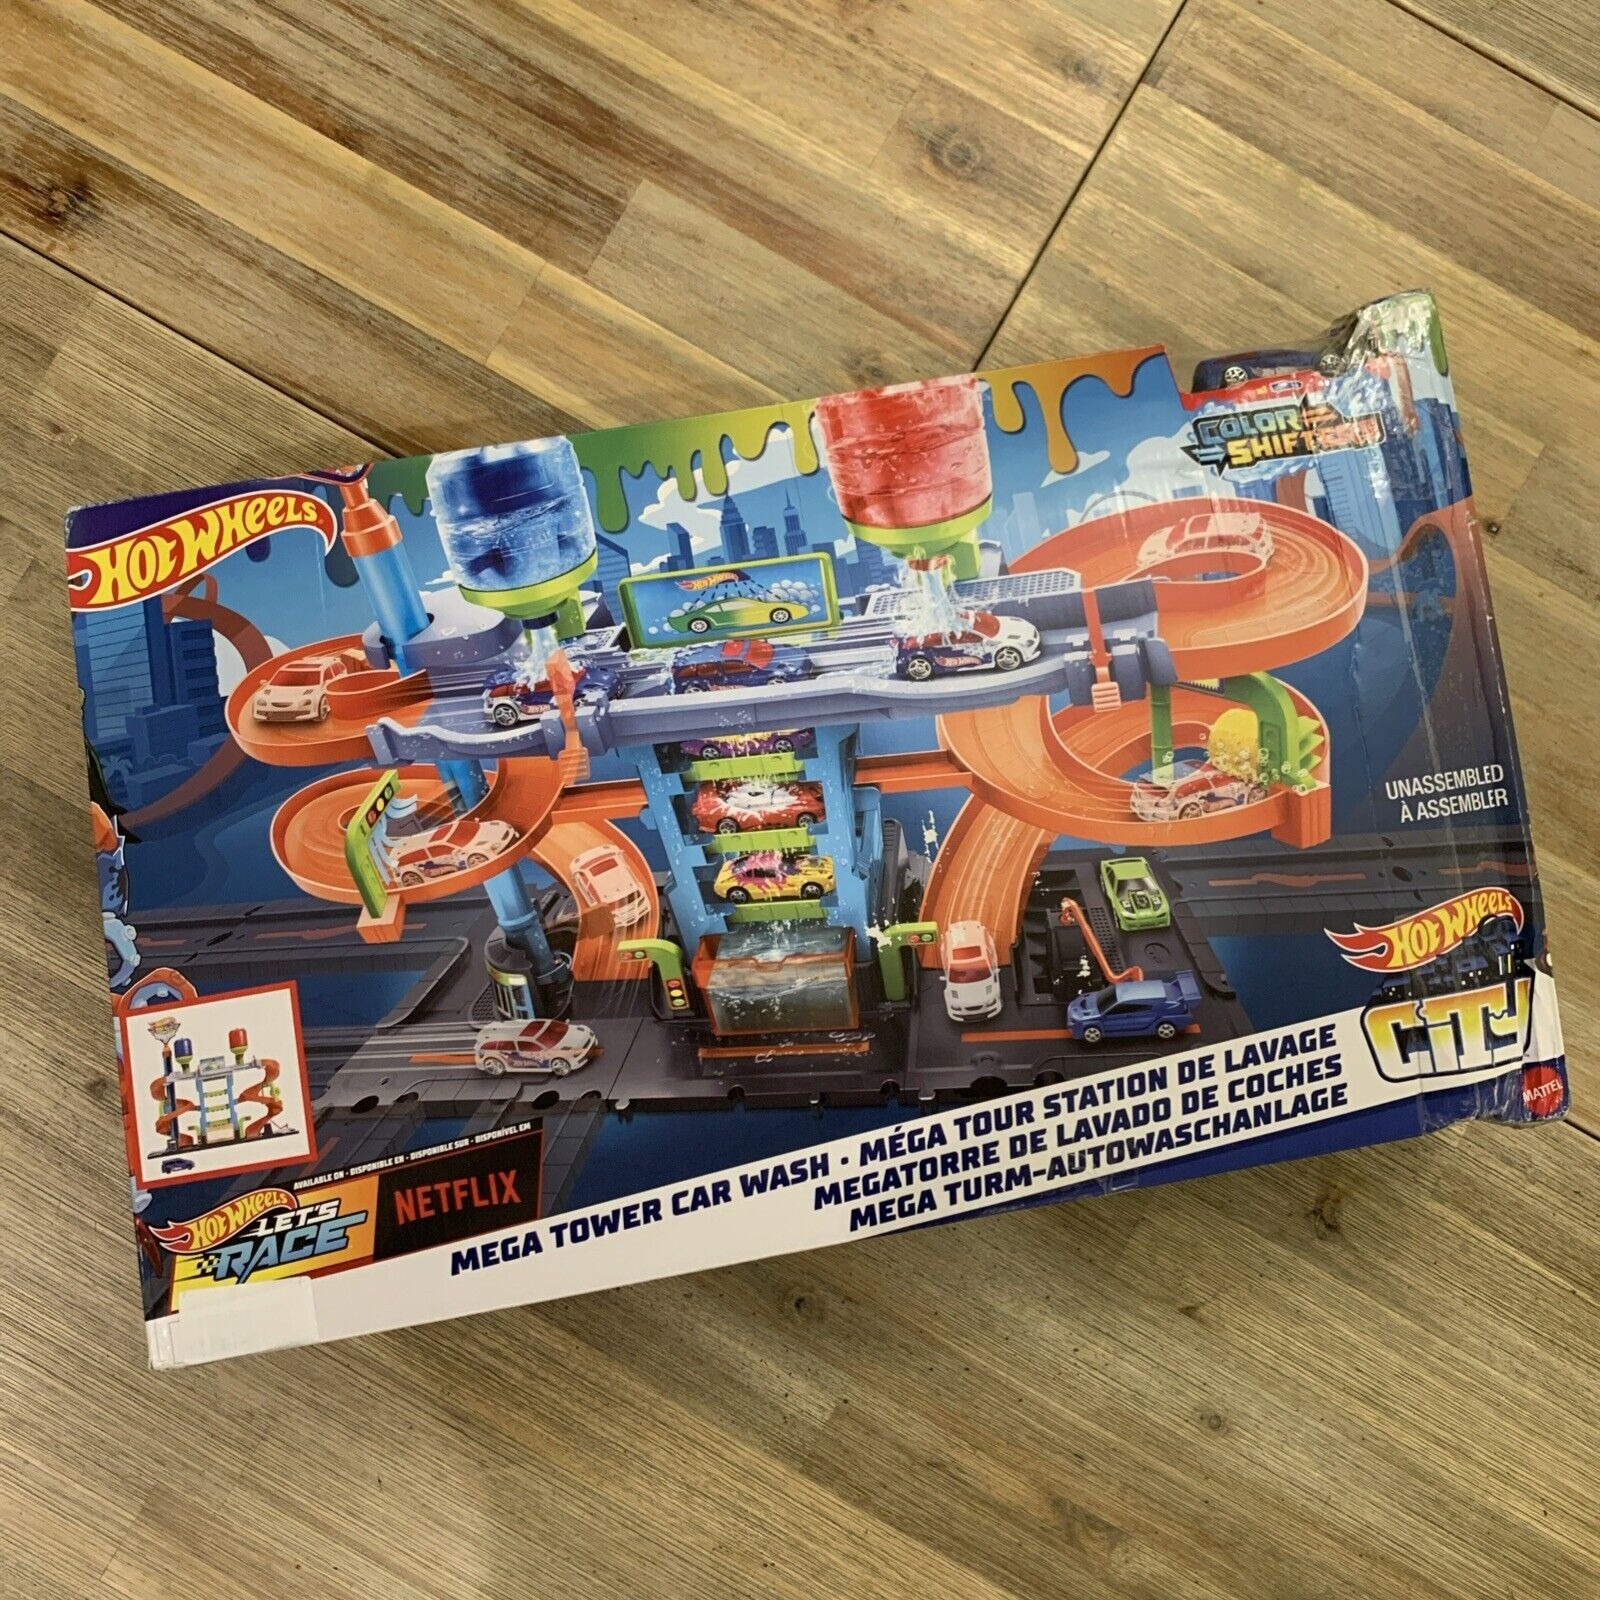 HOT WHEELS
HOT WHEELS
COLOR
SHIFTERS
UNASSEMBLED
À ASSEMBLER
HOT WHEELS
CITY
MATTEL
AVAILABLE ON • DISPONIBLE EN • DISPONIBLE SUR • DISPONÍVEL EM
HOT WHEELS
LET'S
RACE
NETFLIX
MEGA TOWER CAR WASH • MÉGA TOUR STATION DE LAVAGE
MEGATORRE DE LAVADO DE COCHES
MEGA TURM-AUTOWASCHANLAGE